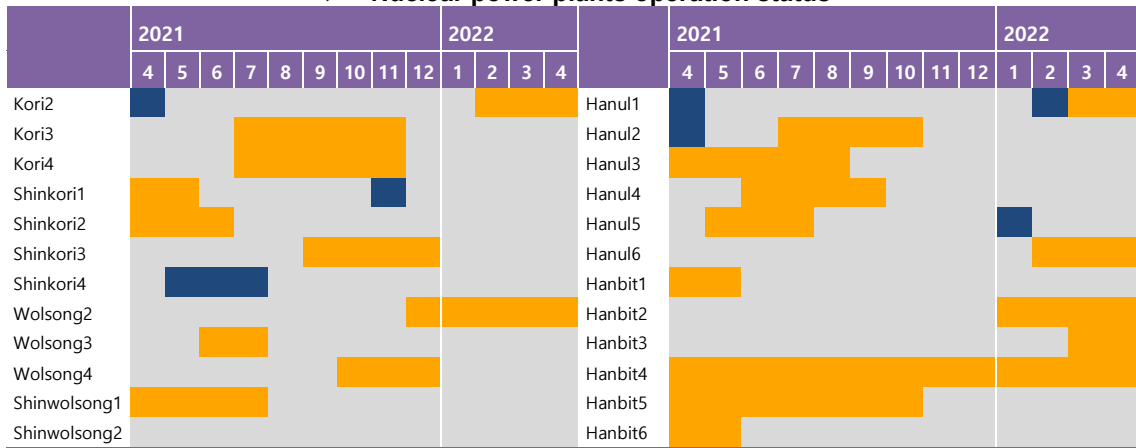 Nuclear power plants operation status
2021 2022 2021 2022
4 5 6 7 8 9 10 11 12 1 2 3 4 4 5 6 7 8 9 10 11 12 1 2 3 4
Kori2 Hanul1
Kori3 Hanul2
Kori4 Hanul3
Shinkori1 Hanul4
Shinkori2 Hanul5
Shinkori3 Hanul6
Shinkori4 Hanbit1
Wolsong2 Hanbit2
Wolsong3 Hanbit3
Wolsong4 Hanbit4
Shinwolsong1 Hanbit5
Shinwolsong2 Hanbit6